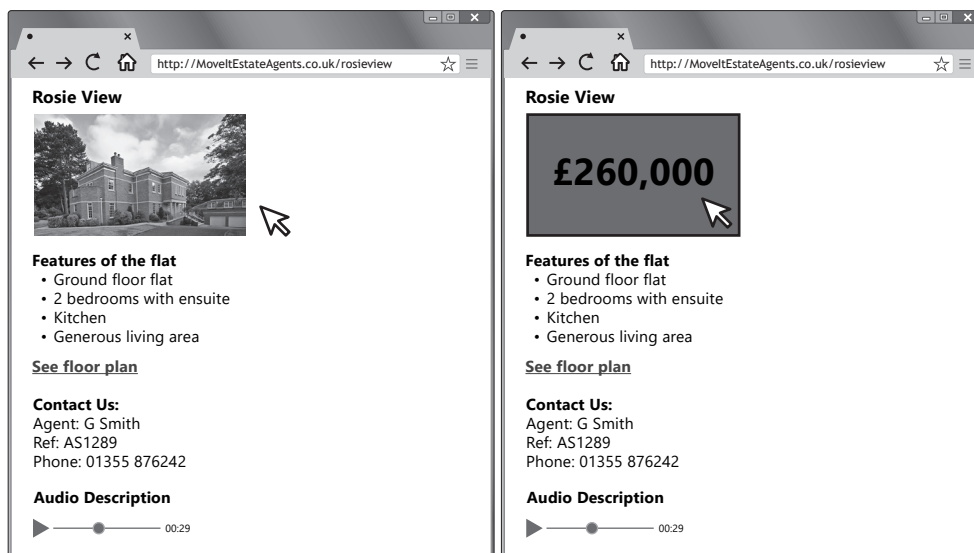 http://MoveItEstateAgents.co.uk/rosieview
Rosie View
Features of the flat
• Ground floor flat
• 2 bedrooms with ensuite
• Kitchen
• Generous living area
See floor plan
Contact Us:
Agent: G Smith
Ref: AS1289
Phone: 01355 876242
Audio Description
00:29
http://MoveItEstateAgents.co.uk/rosieview
Rosie View
£260,000
Features of the flat
• Ground floor flat
• 2 bedrooms with ensuite
• Kitchen
• Generous living area
See floor plan
Contact Us:
Agent: G Smith
Ref: AS1289
Phone: 01355 876242
Audio Description
00:29